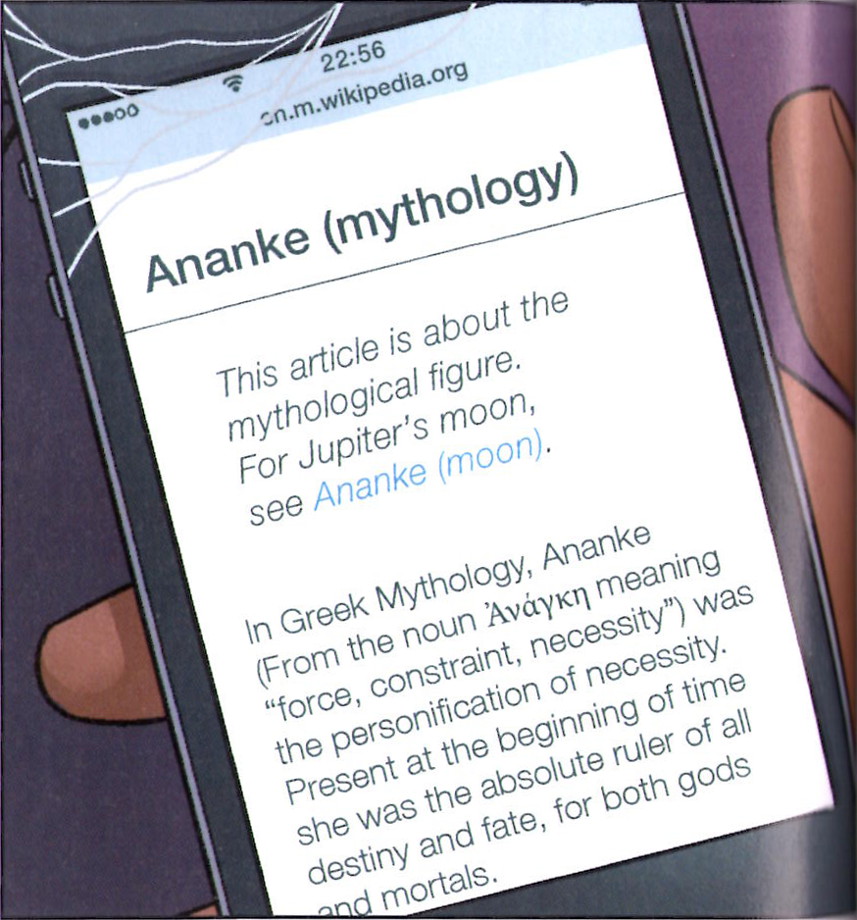 22:56
en.m.wikipedia.org
Ananke (mythology)
This article is about the
mythological figure.
For Jupiter's moon,
see Ananke (moon).
In Greek Mythology, Ananke
(From the noun Ἀνάγκη meaning
“force, constraint, necessity”) was
the personification of necessity.
Present at the beginning of time
she was the absolute ruler of all
destiny and fate, for both gods
and mortals.